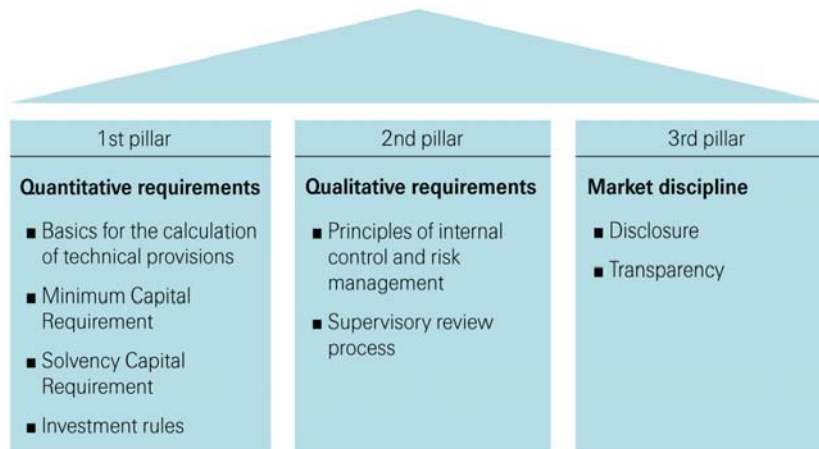 1st pillar
Quantitative requirements
■ Basics for the calculation
of technical provisions
■ Minimum Capital
Requirement
■ Solvency Capital
Requirement
■ Investment rules
2nd pillar
Qualitative requirements
■ Principles of internal
control and risk
management
■ Supervisory review
process
3rd pillar
Market discipline
■ Disclosure
■ Transparency